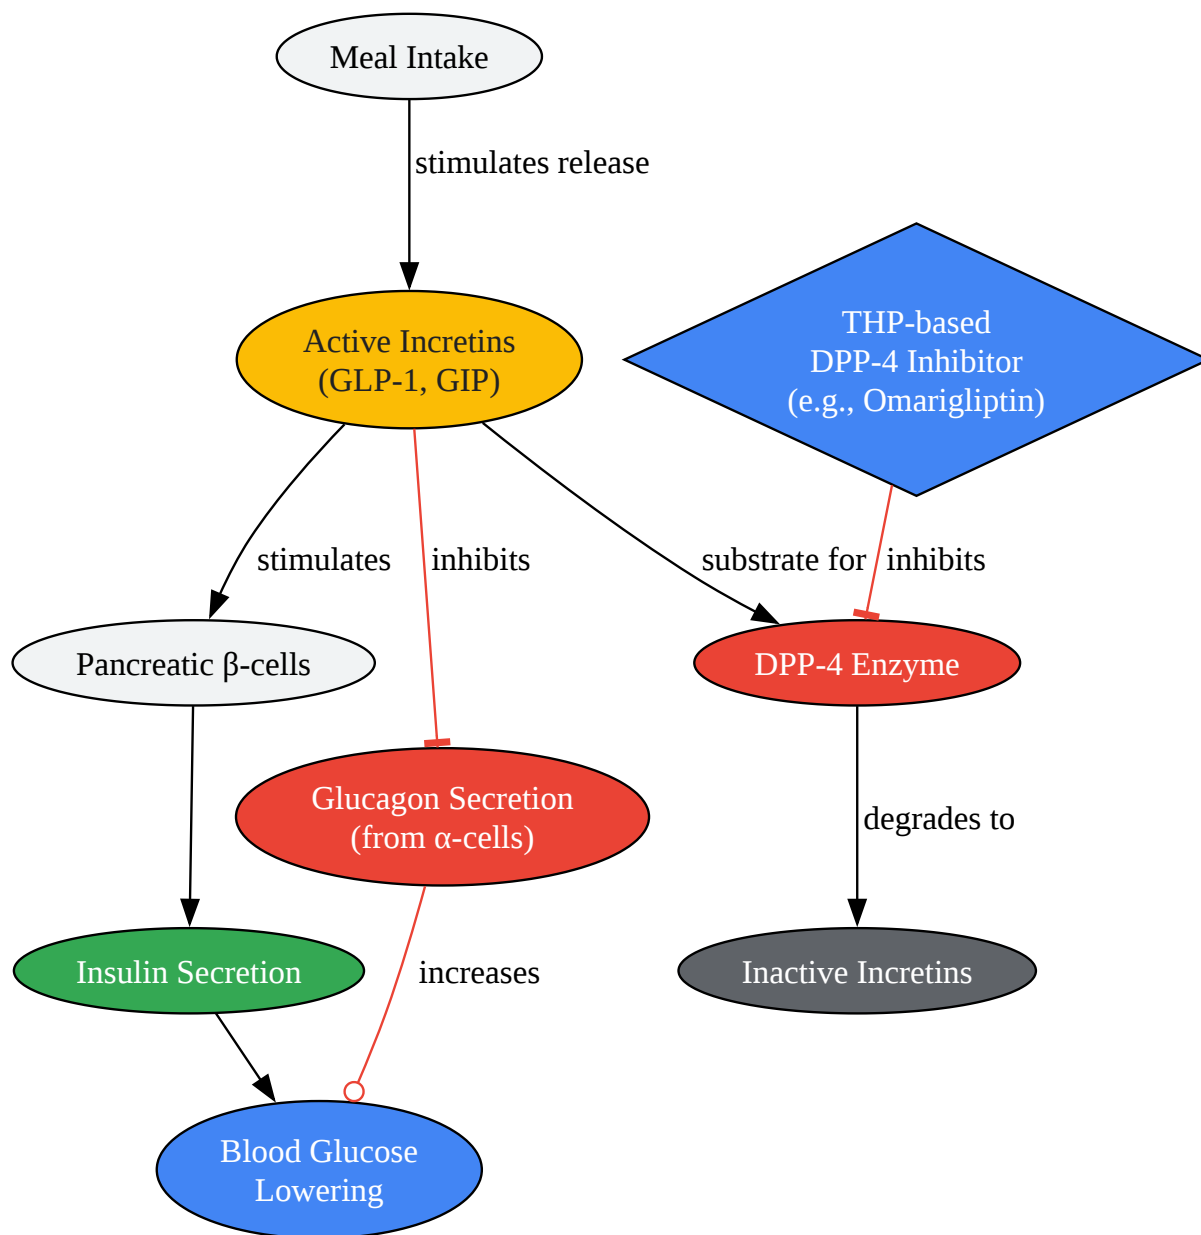 Meal Intake
stimulates release
Active Incretins
(GLP-1, GIP)
THP-based
DPP-4 Inhibitor
(e.g., Omarigliptin)
stimulates
inhibits
substrate for
inhibits
Pancreatic β-cells
DPP-4 Enzyme
Glucagon Secretion
(from α-cells)
degrades to
Insulin Secretion
increases
Inactive Incretins
Blood Glucose
Lowering